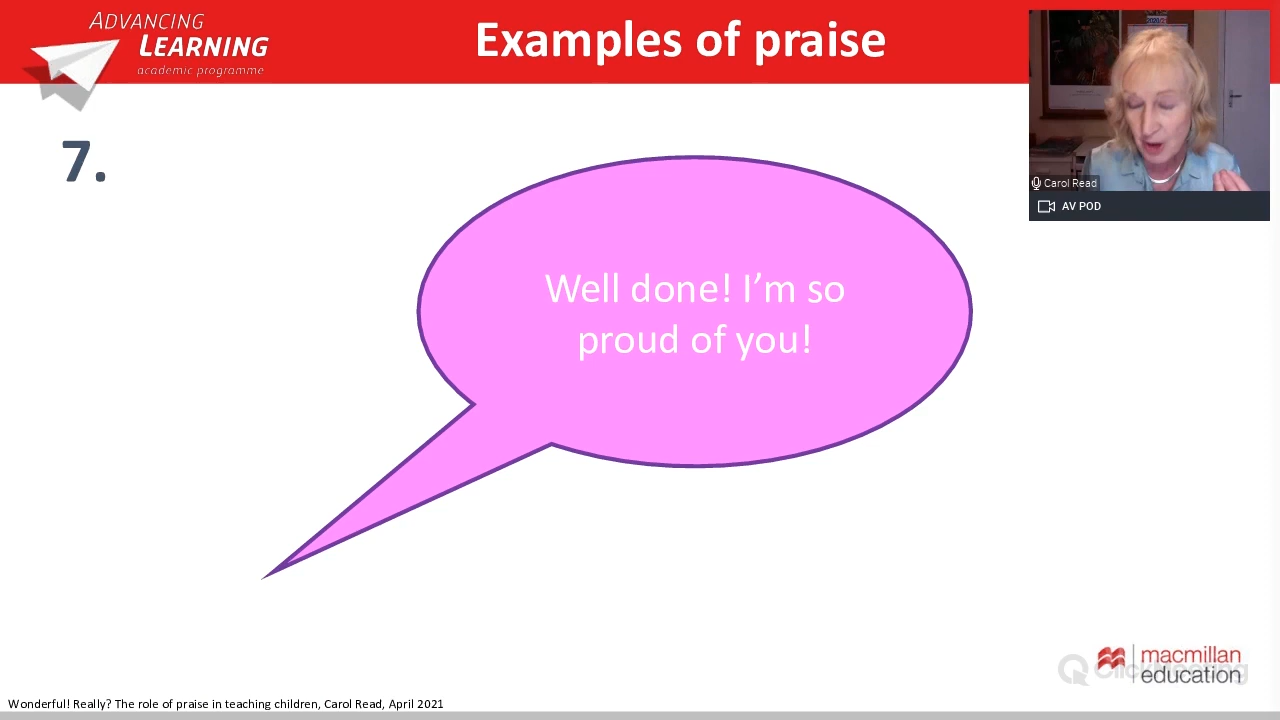 ADVANCING
LEARNING
academic programme
Examples of praise
7.
Well done! I’m so
proud of you!
Carol Read
AV POD
macmillan
education
ClickMeeting
Wonderful! Really? The role of praise in teaching children, Carol Read, April 2021